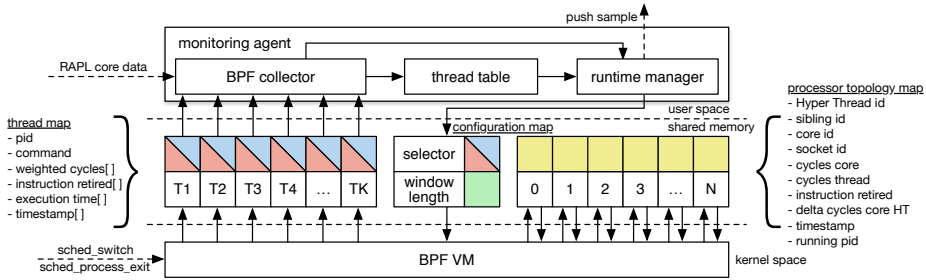 push sample
monitoring agent
RAPL core data
BPF collector
thread table
runtime manager
processor topology map
- Hyper Thread id
- sibling id
- core id
- socket id
- cycles core
- cycles thread
- instruction retired
- delta cycles core HT
- timestamp
- running pid
user space
shared memory
thread map
- pid
- command
- weighted cycles[ ]
- instruction retired[ ]
- execution time[ ]
- timestamp[ ]
configuration map
selector
window
length
T1 T2 T3 T4 ... TK
0 1 2 3 ... N
sched_switch
sched_process_exit
BPF VM
kernel space